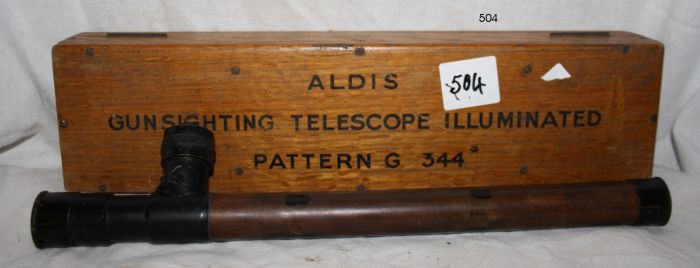 504
ALDIS
504
GUNSIGHTING TELESCOPE ILLUMINATED
PATTERN G 344*